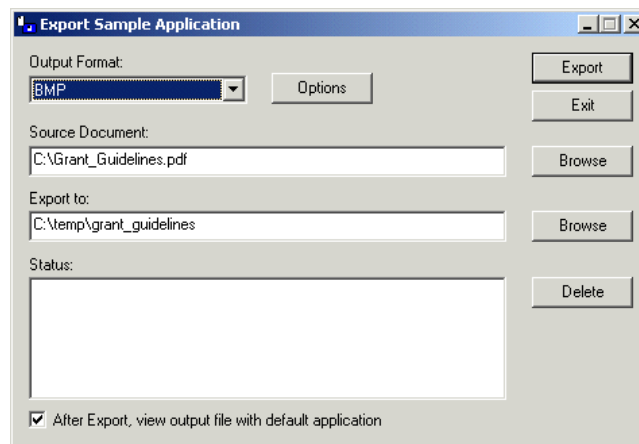 Export Sample Application
Output Format:
BMP
Options
Export
Exit
Source Document:
C:\Grant_Guidelines.pdf
Browse
Export to:
C:\temp\grant_guidelines
Browse
Status:
Delete
After Export, view output file with default application